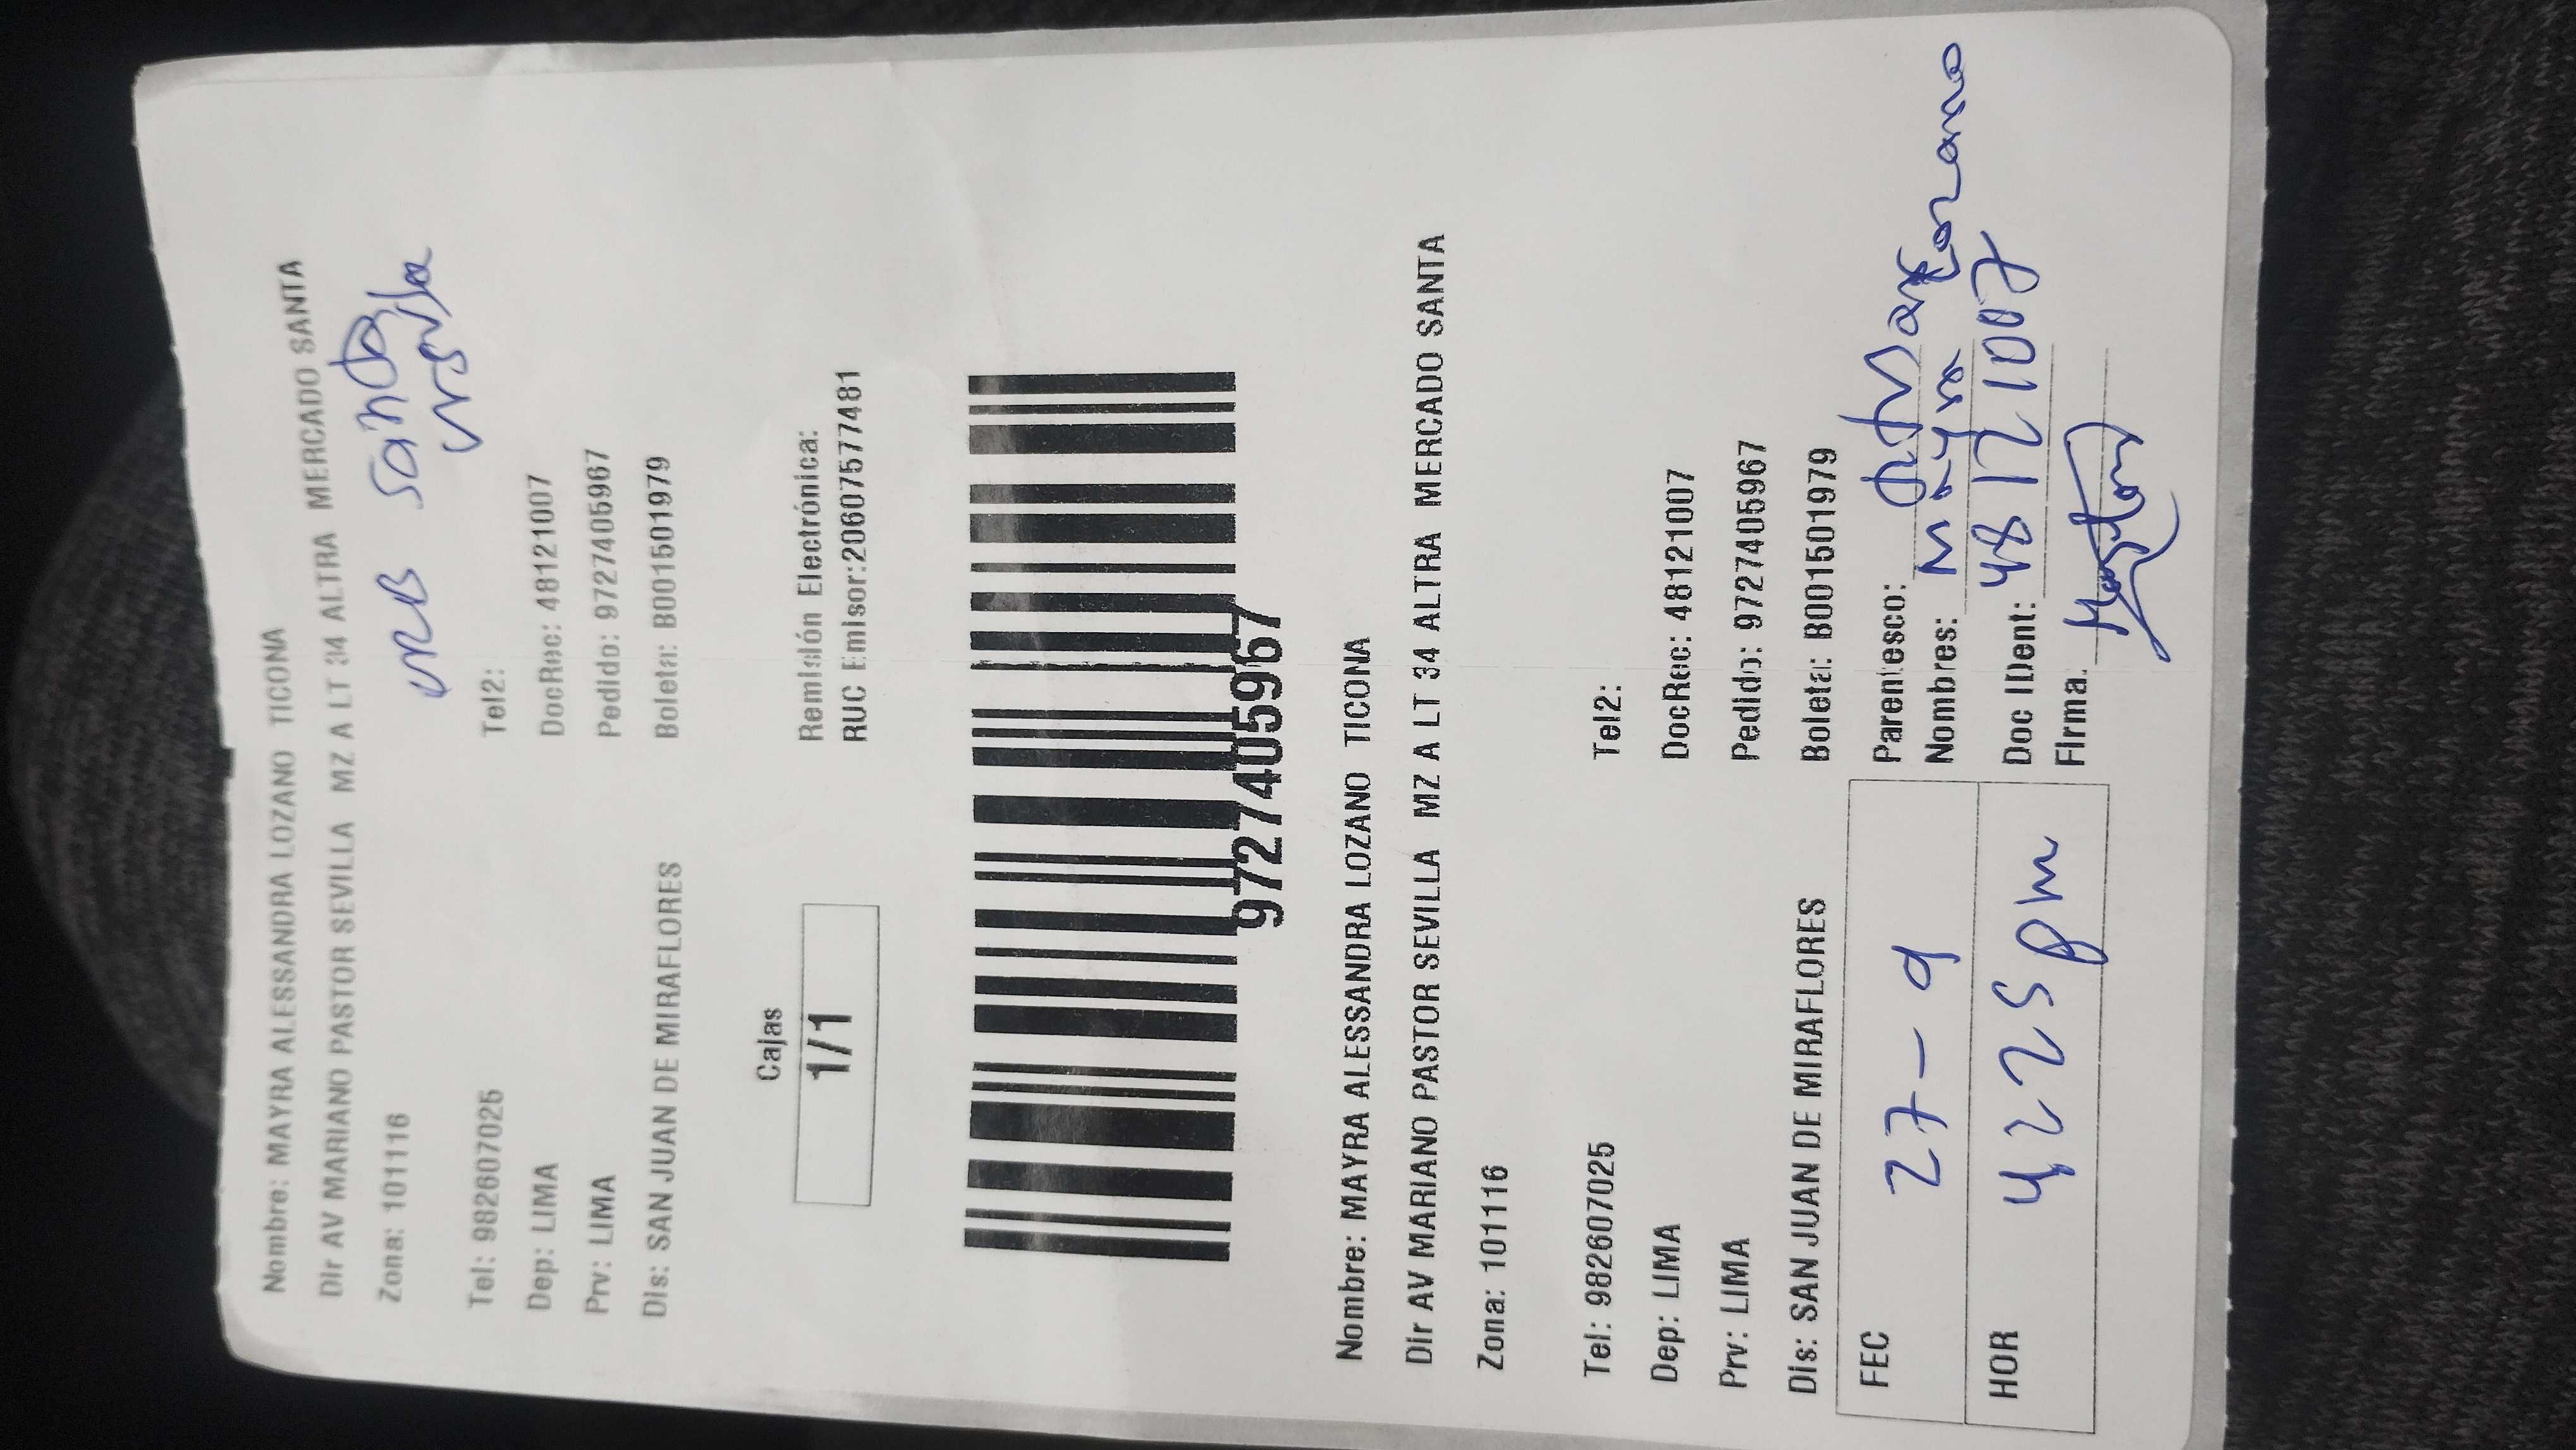 Nombre: MAYRA ALESSANDRA LOZANO TICONA
Dir AV MARIANO PASTOR SEVILLA MZ A LT 34 ALTRA MERCADO SANTA
Zona: 101116
URB Santa
Tel: 982607025 Tel2:
Dep: LIMA DocRec: 48121007
Prv: LIMA Pedido: 9727405967
Dis: SAN JUAN DE MIRAFLORES Boleta: B001501979
Cajas Remisión Electrónica:
1/1 RUC Emisor:20607577481
9727405967
Nombre: MAYRA ALESSANDRA LOZANO TICONA
Dir AV MARIANO PASTOR SEVILLA MZ A LT 34 ALTRA MERCADO SANTA
Zona: 101116
Tel: 982607025 Tel2:
Dep: LIMA DocRec: 48121007
Prv: LIMA Pedido: 9727405967
Dis: SAN JUAN DE MIRAFLORES Boleta: B001501979
FEC 27-9 Parentesco: titular
HOR 4:225pm Nombres: Mayra Lozano
Doc IDent: 48121007
Firma: